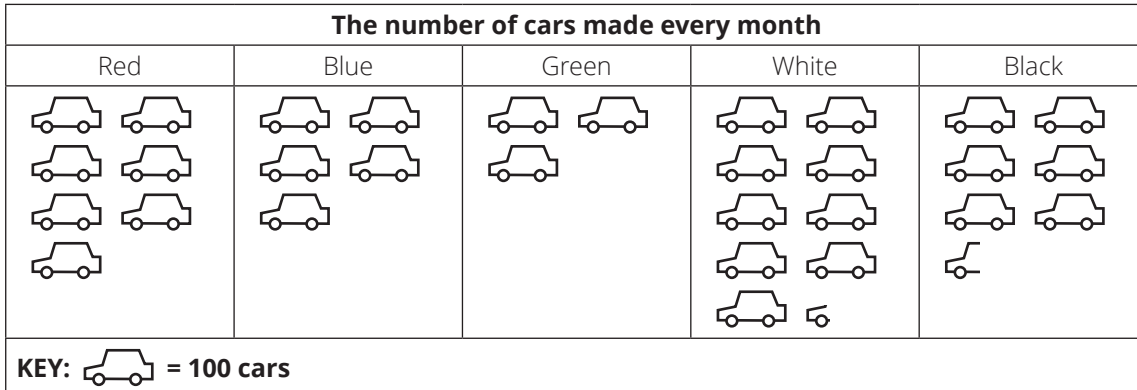 The number of cars made every month
Red Blue Green White Black
KEY: = 100 cars